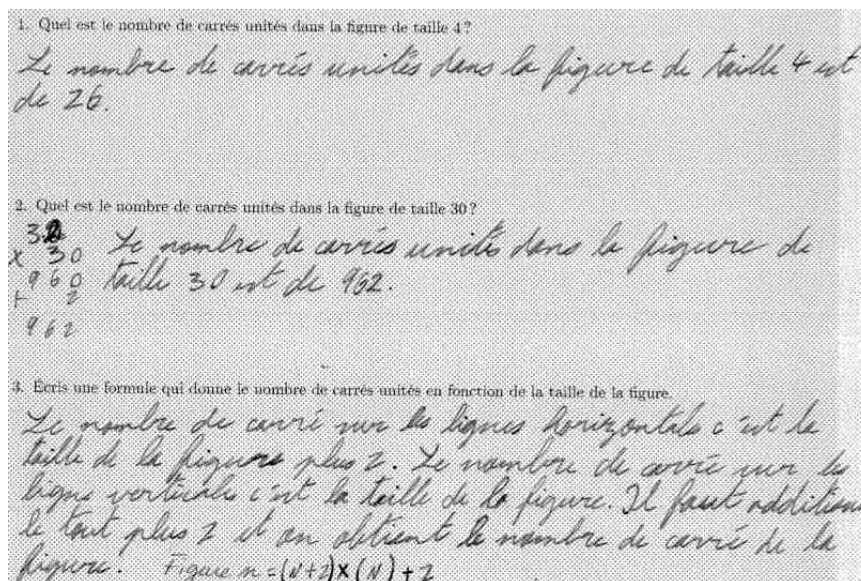 1. Quel est le nombre de carrés unités dans la figure de taille 4 ?
Le nombre de carrés unités dans la figure de taille 4 est
de 26.
2. Quel est le nombre de carrés unités dans la figure de taille 30 ?
32
x 30
960
+ 2
962
Le nombre de carrés unités dans la figure de
taille 30 est de 962.
3. Ecris une formule qui donne le nombre de carrés unités en fonction de la taille de la figure.
Le nombre de carré sur les lignes horizontale c'est la
taille de la figure plus 2. Le nombre de carré sur les
ligne verticale c'est la taille de la figure. Il faut addition
le tout plus 2 et on obtient le nombre de carré de la
figure. Figure n = (N+2) x (N) + 2